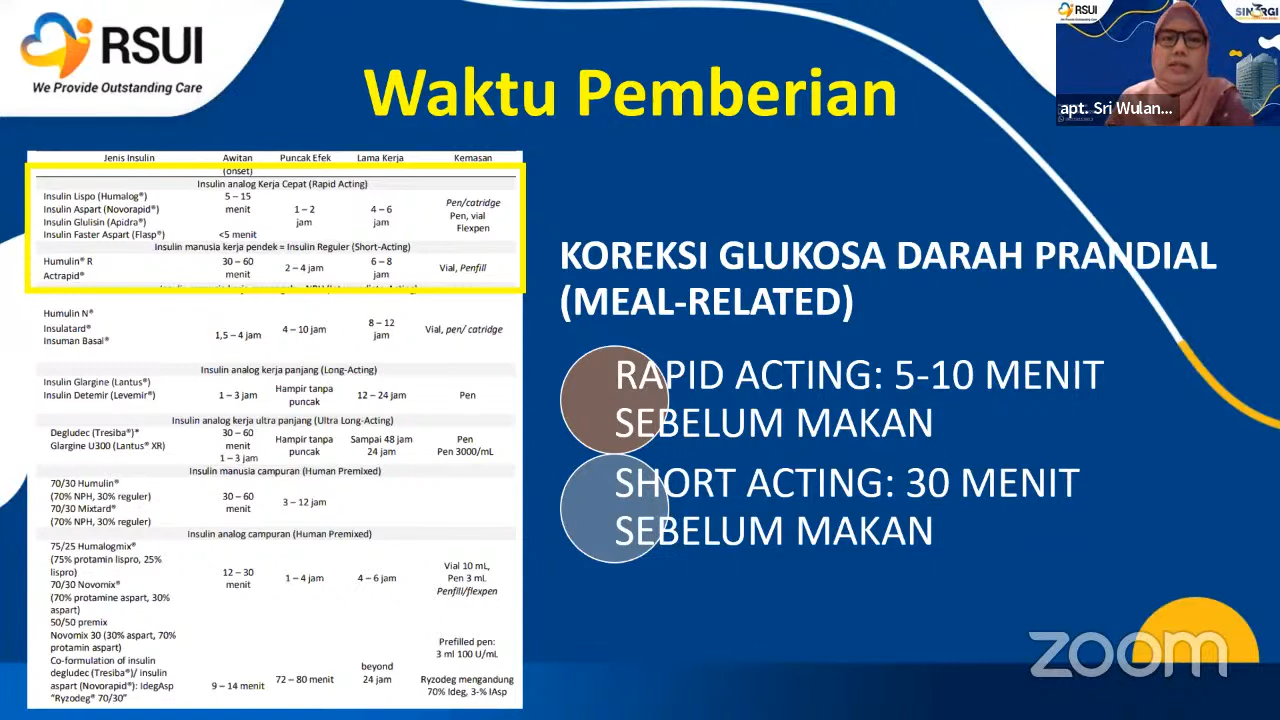 RSUI
We Provide Outstanding Care
Waktu Pemberian
RSUI
SINERGI
apt. Sri Wulan...
Jenis Insulin Awitan (onset) Puncak Efek Lama Kerja Kemasan
Insulin analog Kerja Cepat (Rapid Acting)
Insulin Lispo (Humalog®) 5 – 15
Insulin Aspart (Novorapid®) menit 1 – 2 4 – 6 Pen/catridge
Insulin Glulisin (Apidra®) jam jam Pen, vial
Insulin Faster Aspart (Flasp®) <5 menit Flexpen
Insulin manusia kerja pendek = Insulin Reguler (Short-Acting)
Humulin® R 30 – 60 2 – 4 jam 6 – 8 Vial, Penfill
Actrapid® menit jam
Humulin N®
Insulatard® 1,5 – 4 jam 4 – 10 jam 8 – 12 Vial, pen/ catridge
Insuman Basal® jam
Insulin analog kerja panjang (Long-Acting)
Insulin Glargine (Lantus®) 1 – 3 jam Hampir tanpa 12 – 24 jam Pen
Insulin Detemir (Levemir®) puncak
Insulin analog kerja ultra panjang (Ultra Long-Acting)
Degludec (Tresiba®)* 30 – 60 Hampir tanpa Sampai 48 jam Pen
Glargine U300 (Lantus® XR) menit puncak 24 jam Pen 3000/mL
1 – 3 jam
Insulin manusia campuran (Human Premixed)
70/30 Humulin®
(70% NPH, 30% reguler) 30 – 60 3 – 12 jam
70/30 Mixtard® menit
(70% NPH, 30% reguler)
Insulin analog campuran (Human Premixed)
75/25 Humalogmix®
(75% protamin lispro, 25% Vial 10 mL,
lispro) 12 – 30 1 – 4 jam 4 – 6 jam Pen 3 mL
70/30 Novomix® menit Penfill/flexpen
(70% protamine aspart, 30%
aspart)
50/50 premix
Novomix 30 (30% aspart, 70% Prefilled pen:
protamin aspart) 3 ml 100 U/mL
Co-formulation of insulin beyond
degludec (Tresiba®)/ insulin 24 jam Ryzodeg mengandung
aspart (Novorapid®): IdegAsp 9 – 14 menit 72 – 80 menit 70% Ideg, 3-% IAsp
"Ryzodeg® 70/30"
KOREKSI GLUKOSA DARAH PRANDIAL
(MEAL-RELATED)
RAPID ACTING: 5-10 MENIT
SEBELUM MAKAN
SHORT ACTING: 30 MENIT
SEBELUM MAKAN
zoom